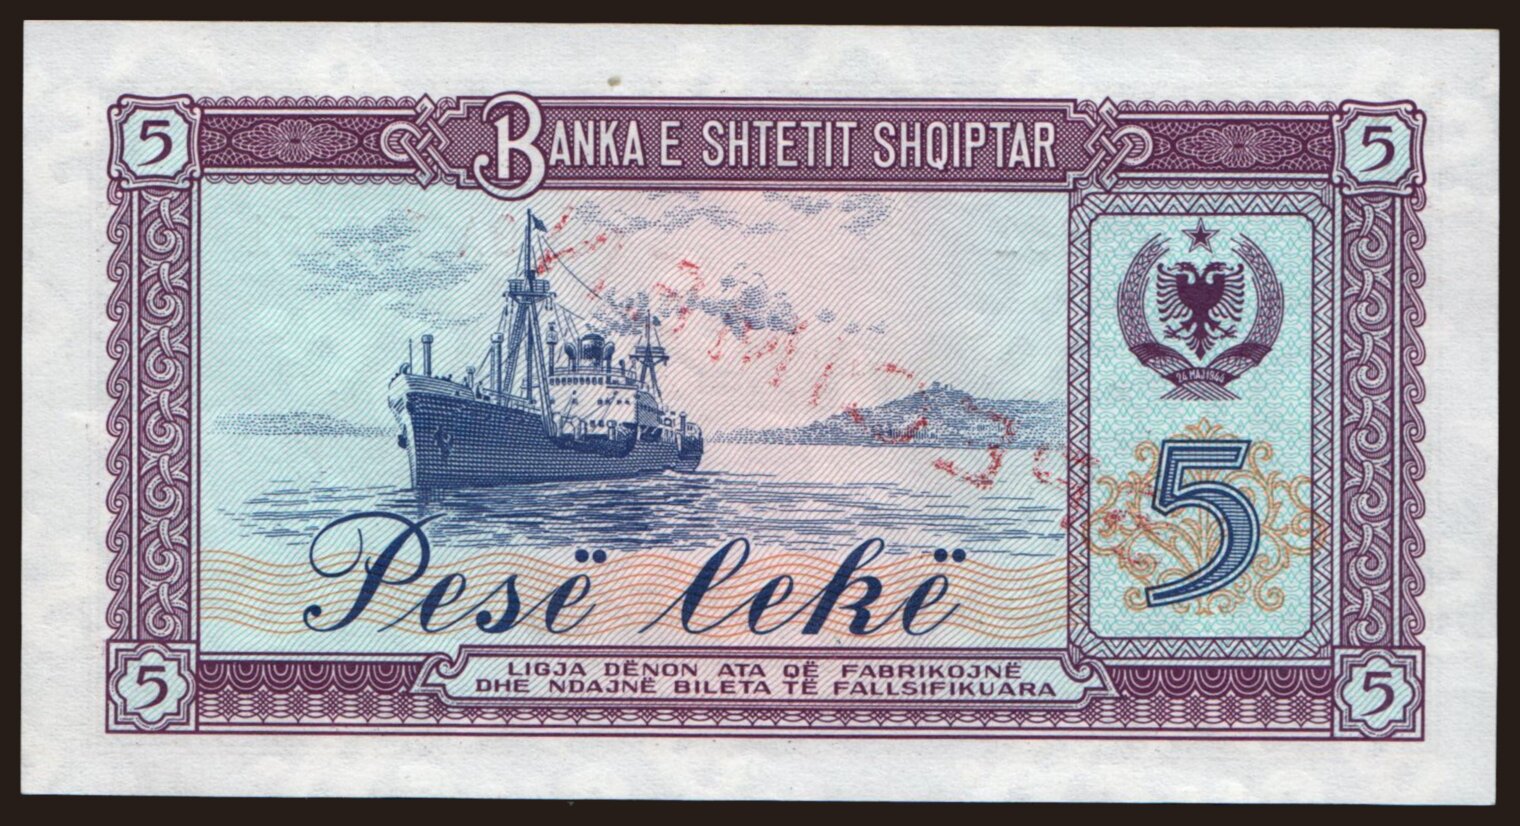 5 BANKA E SHTETIT SHQIPTAR 5
24 MAJ 1944
5
Pesë lekë
LIGJA DËNON ATA QË FABRIKOJNË
DHE NDAJNË BILETA TË FALLSIFIKUARA
5 5